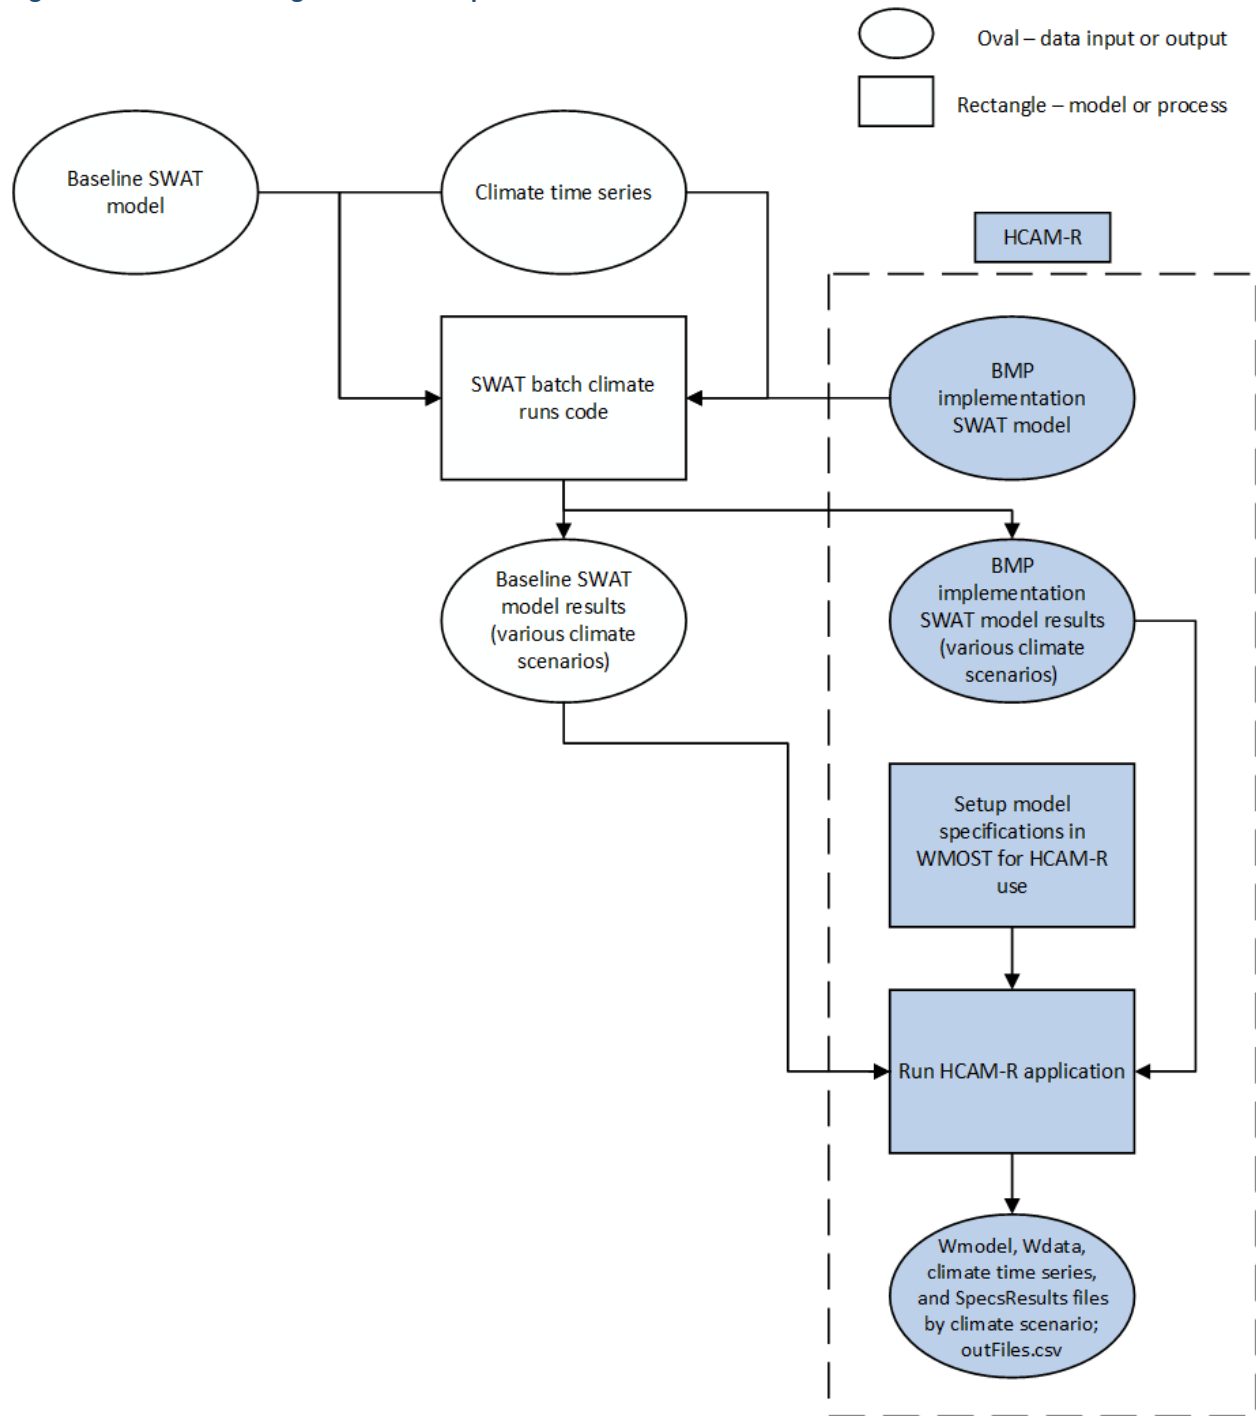 Oval – data input or output
Rectangle – model or process
Baseline SWAT
model
Climate time series
HCAM-R
SWAT batch climate
runs code
BMP
implementation
SWAT model
Baseline SWAT
model results
(various climate
scenarios)
BMP
implementation
SWAT model results
(various climate
scenarios)
Setup model
specifications in
WMOST for HCAM-R
use
Run HCAM-R application
Wmodel, Wdata,
climate time series,
and SpecsResults files
by climate scenario;
outFiles.csv